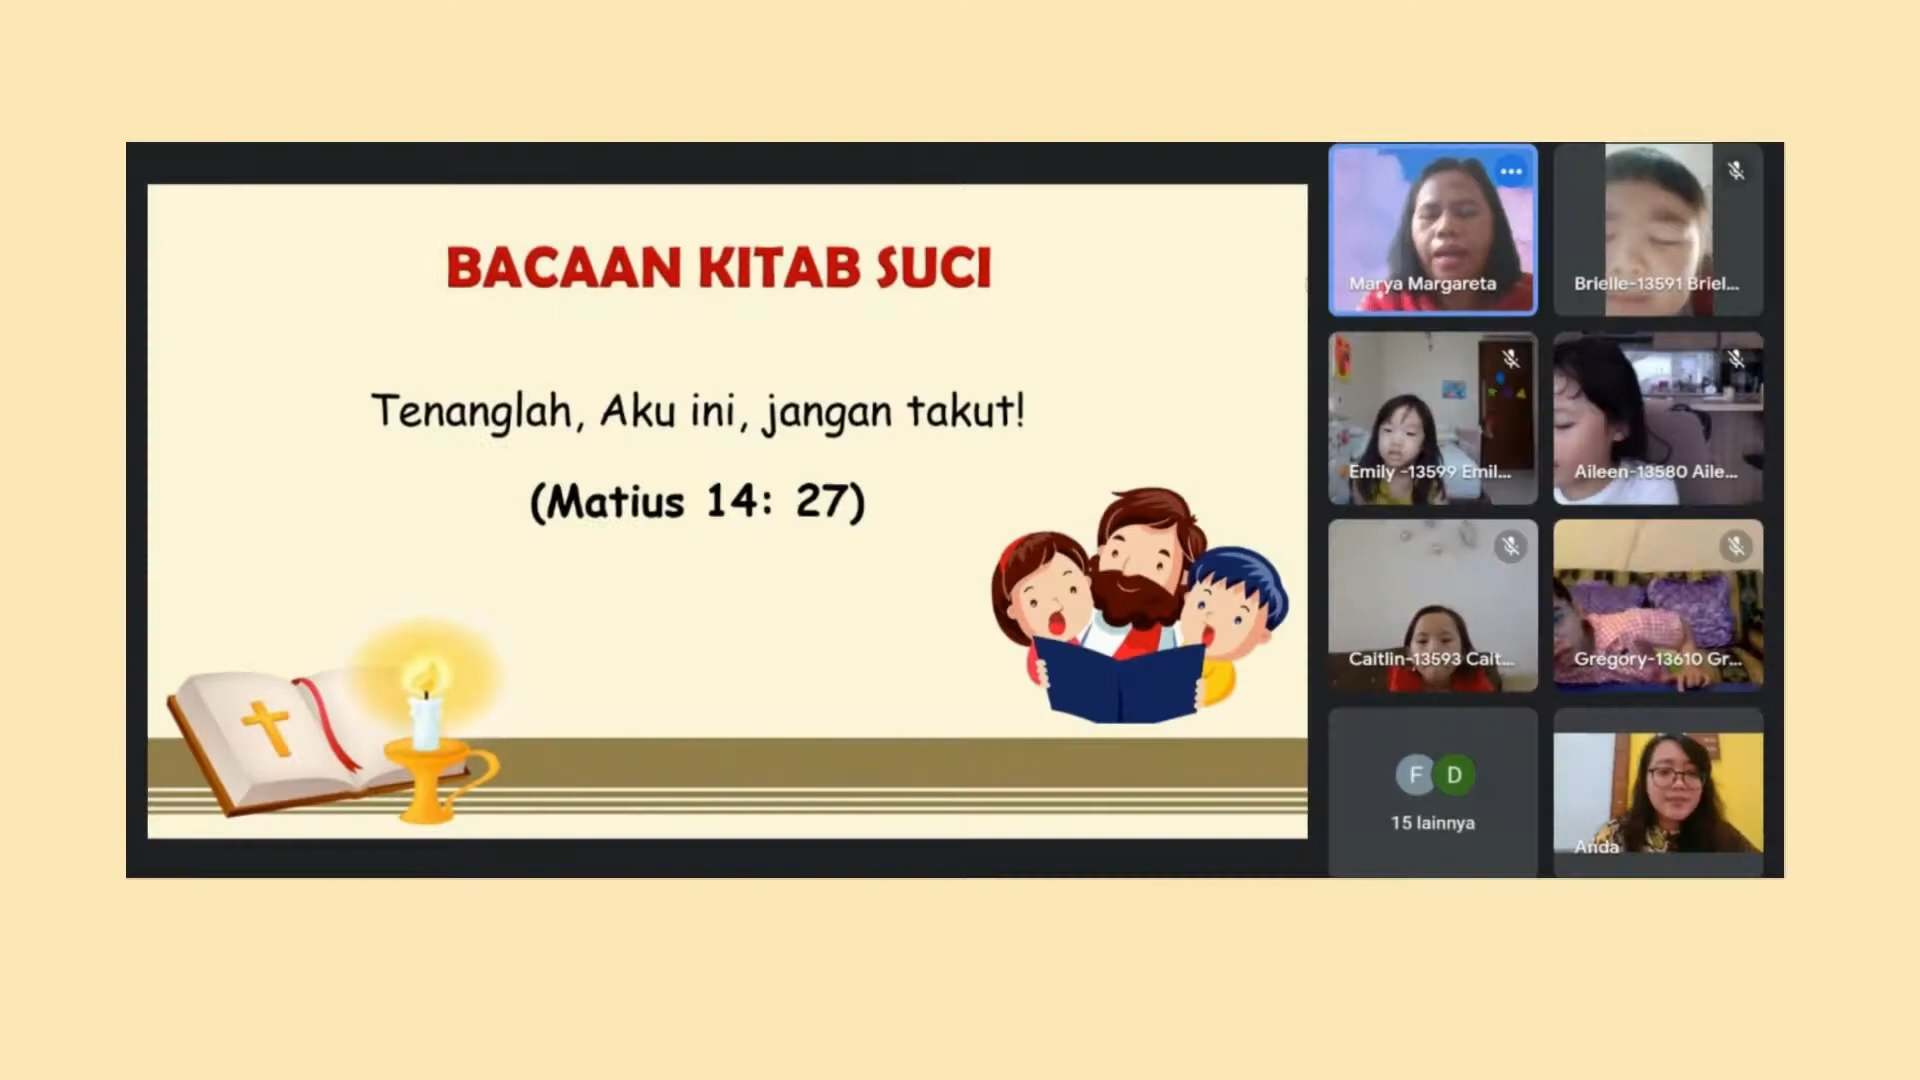 BACAAN KITAB SUCI
Tenanglah, Aku ini, jangan takut!
(Matius 14: 27)
Marya Margareta
Brielle-13591 Briel...
Emily -13599 Emil...
Aileen-13580 Aile...
Caitlin-13593 Cait...
Gregory-13610 Gr...
F D
15 lainnya
Anda